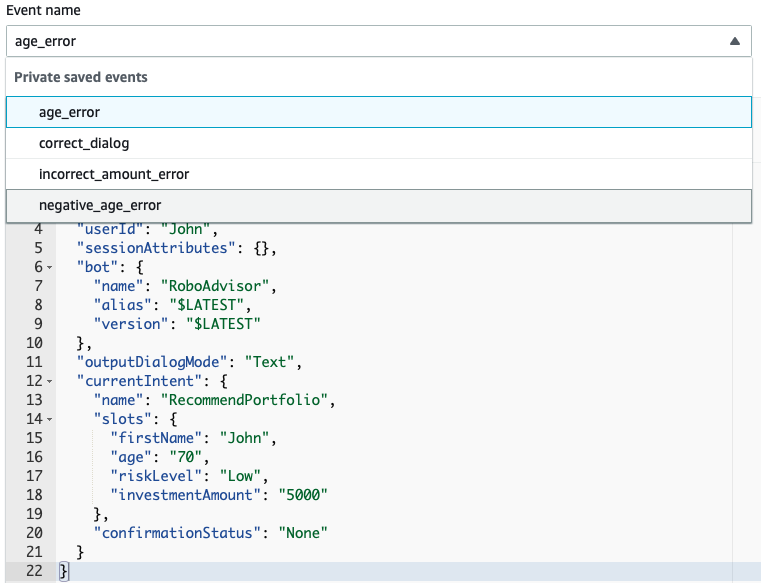 Event name
age_error
Private saved events
age_error
correct_dialog
incorrect_amount_error
negative_age_error
4 "userId": "John",
5 "sessionAttributes": {},
6 "bot": {
7 "name": "RoboAdvisor",
8 "alias": "$LATEST",
9 "version": "$LATEST"
10 },
11 "outputDialogMode": "Text",
12 "currentIntent": {
13 "name": "RecommendPortfolio",
14 "slots": {
15 "firstName": "John",
16 "age": "70",
17 "riskLevel": "Low",
18 "investmentAmount": "5000"
19 },
20 "confirmationStatus": "None"
21 }
22 }